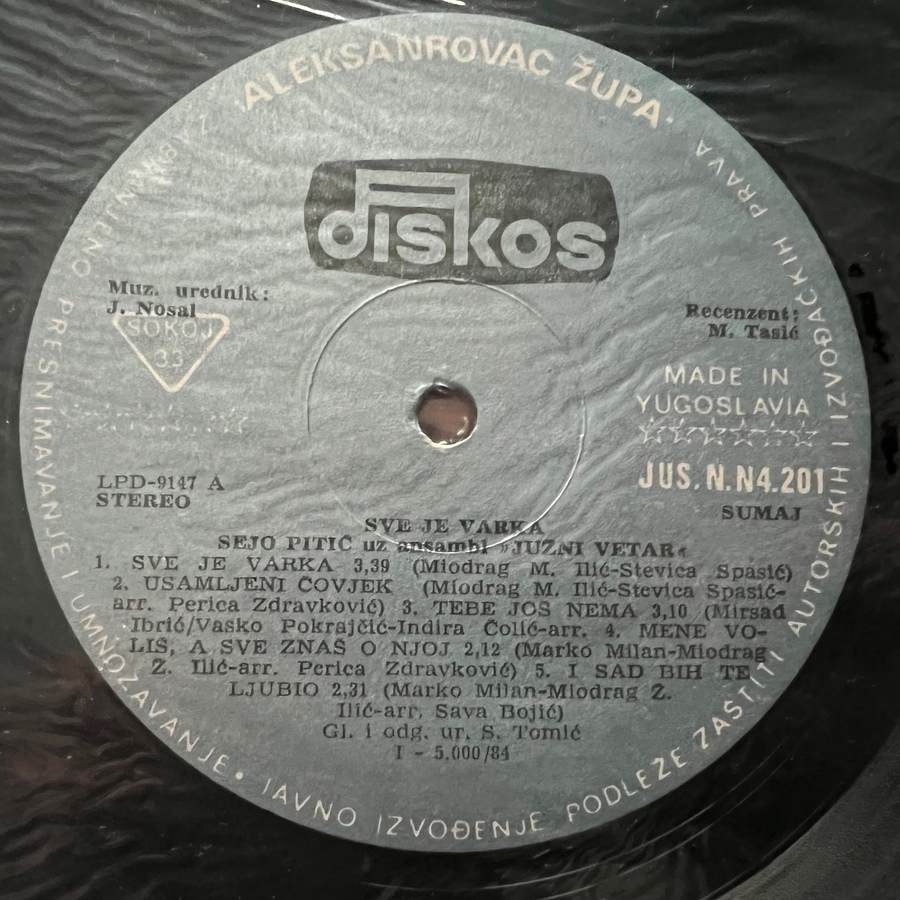 ALEKSANROVAC ŽUPA·
ZABRANJENO PRESNIMAVANJE I UMNOŽAVANJE · JAVNO IZVOĐENJE PODLEŽE ZAŠTITI AUTORSKIH I IZVOĐAČKIH PRAVA
diskos
Muz. urednik:
J. Nosal
SOKOJ
33
Recenzent:
M. Tasić
MADE IN
YUGOSLAVIA
JUS.N.N4.201
SUMAJ
LPD-9147 A
STEREO
SVE JE VARKA
SEJO PITIĆ uz ansambl »JUŽNI VETAR«
1. SVE JE VARKA 3,39 (Miodrag M. Ilić-Stevica Spasić)
2. USAMLJENI ČOVJEK (Miodrag M. Ilić-Stevica Spasić-
arr. Perica Zdravković) 3. TEBE JOŠ NEMA 3,10 (Mirsad
Ibrić/Vasko Pokrajčić-Indira Čolić-arr. 4. MENE VO-
LIŠ, A SVE ZNAŠ O NJOJ 2,12 (Marko Milan-Miodrag
Z. Ilić-arr. Perica Zdravković) 5. I SAD BIH TE
LJUBIO 2,31 (Marko Milan-Miodrag Z.
Ilić-arr. Sava Bojić)
Gl. i odg. ur. S. Tomić
I - 5.000/84